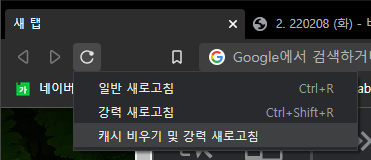 새 탭
2. 220208 (화) -
Google에서 검색하거
네이버
일반 새로고침 Ctrl+R
강력 새로고침 Ctrl+Shift+R
캐시 비우기 및 강력 새로고침